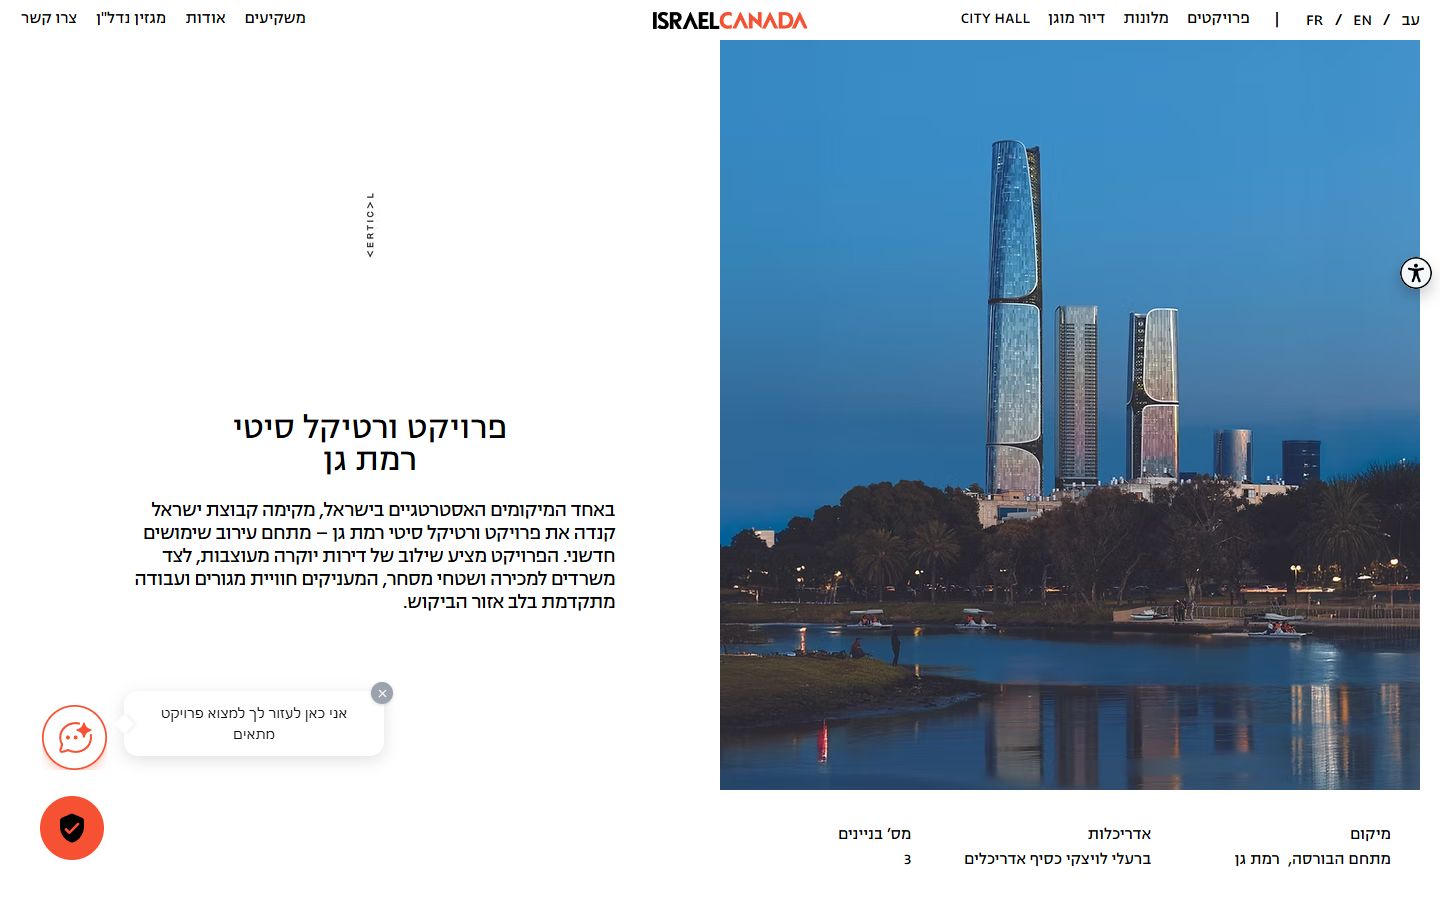 עב / EN / FR | פרויקטים מלונות דיור מוגן CITY HALL ISRAELCANADA משקיעים אודות מגזין נדל"ן צרו קשר
<ERTIC>L
פרויקט ורטיקל סיטי
רמת גן
באחד המיקומים האסטרטגיים בישראל, מקימה קבוצת ישראל
קנדה את פרויקט ורטיקל סיטי רמת גן – מתחם עירוב שימושים
חדשני. הפרויקט מציע שילוב של דירות יוקרה מעוצבות, לצד
משרדים למכירה ושטחי מסחר, המעניקים חוויית מגורים ועבודה
מתקדמת בלב אזור הביקוש.
אני כאן לעזור לך למצוא פרויקט
מתאים
מיקום אדריכלות מס׳ בניינים
מתחם הבורסה, רמת גן ברעלי לויצקי כסיף אדריכלים 3